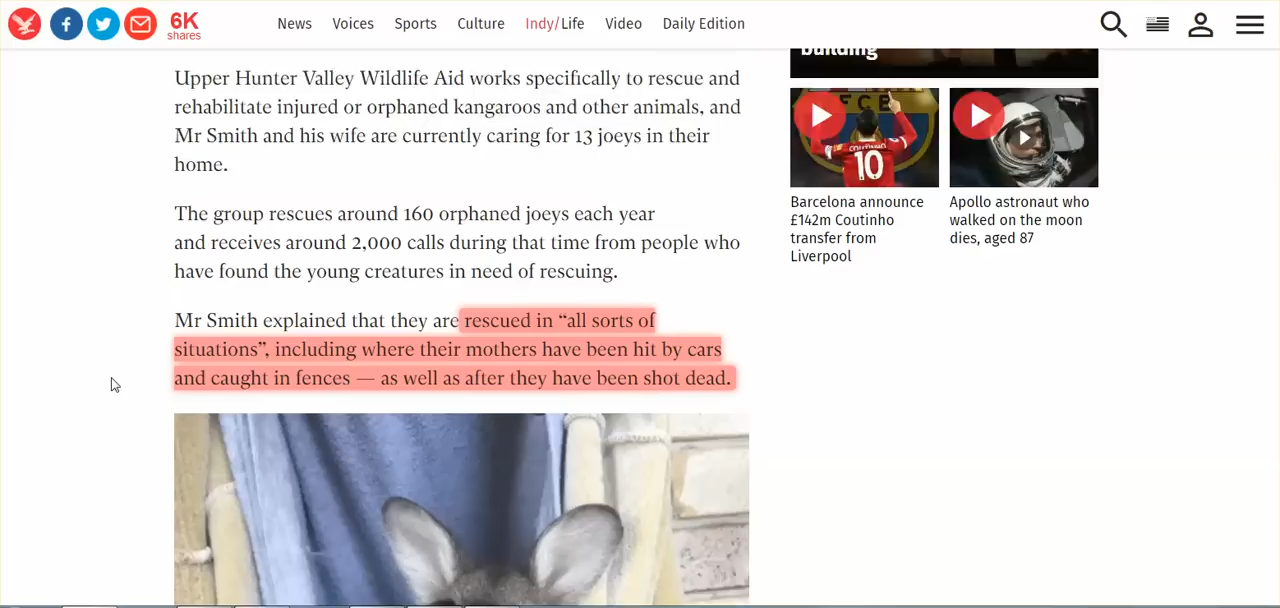 6K
shares
News Voices Sports Culture Indy/Life Video Daily Edition
Upper Hunter Valley Wildlife Aid works specifically to rescue and
rehabilitate injured or orphaned kangaroos and other animals, and
Mr Smith and his wife are currently caring for 13 joeys in their
home.
The group rescues around 160 orphaned joeys each year
and receives around 2,000 calls during that time from people who
have found the young creatures in need of rescuing.
Mr Smith explained that they are rescued in “all sorts of
situations”, including where their mothers have been hit by cars
and caught in fences — as well as after they have been shot dead.
building
FCB
COUTINHO
10
Barcelona announce
£142m Coutinho
transfer from
Liverpool
Apollo astronaut who
walked on the moon
dies, aged 87